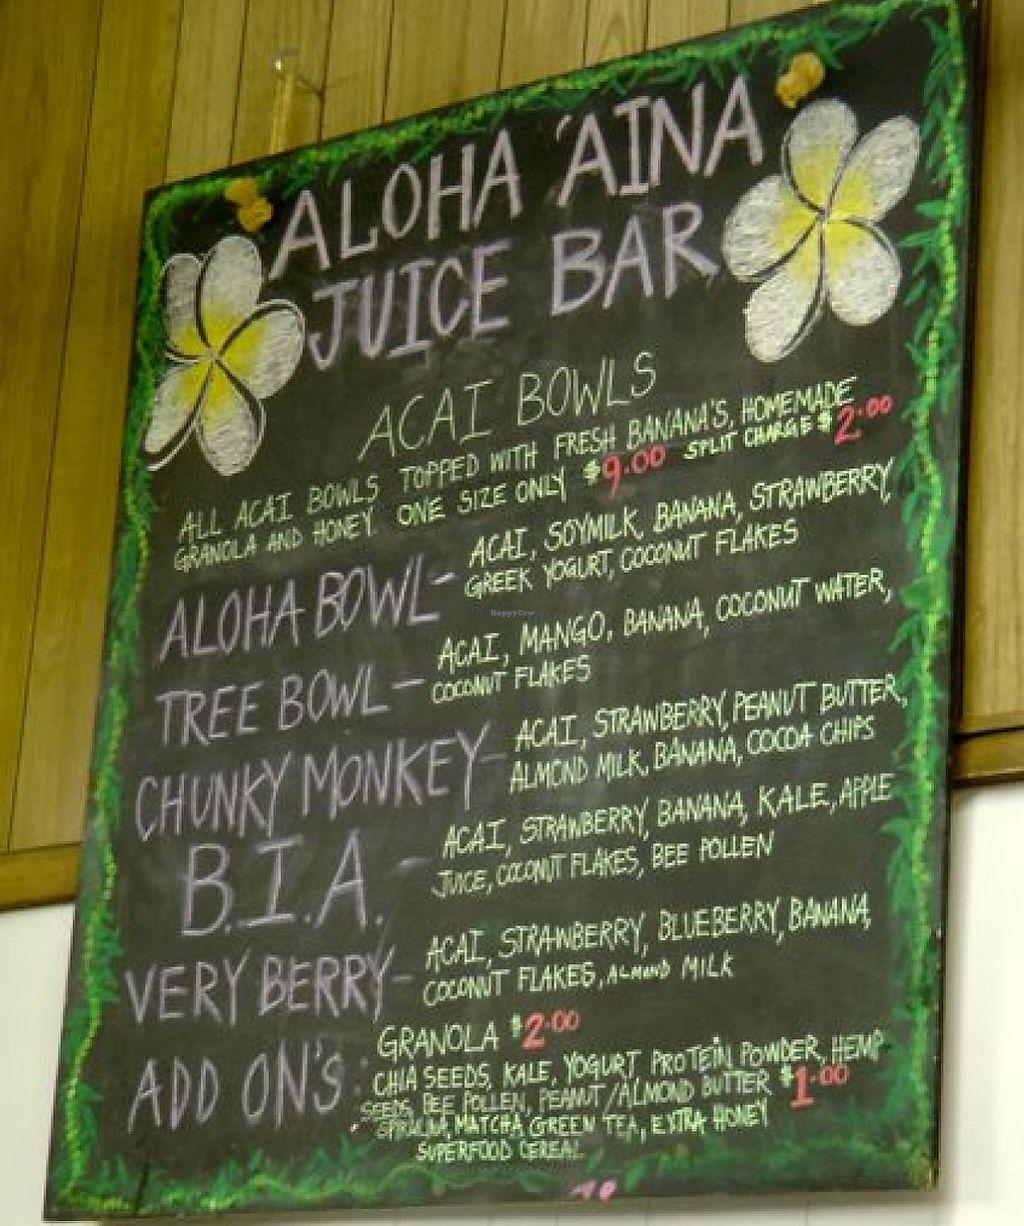 ALOHA 'AINA
JUICE BAR
ACAI BOWLS
ALL ACAI BOWLS TOPPED WITH FRESH BANANA'S, HOMEMADE
GRANOLA AND HONEY. ONE SIZE ONLY $9.00 SPLIT CHARGE $2.00
ALOHA BOWL - ACAI, SOYMILK, BANANA, STRAWBERRY,
GREEK YOGURT, COCONUT FLAKES
TREE BOWL - ACAI, MANGO, BANANA, COCONUT WATER,
COCONUT FLAKES
CHUNKY MONKEY - ACAI, STRAWBERRY, PEANUT BUTTER,
ALMOND MILK, BANANA, COCOA CHIPS
B.I.A. - ACAI, STRAWBERRY, BANANA, KALE, APPLE
JUICE, COCONUT FLAKES, BEE POLLEN
VERY BERRY - ACAI, STRAWBERRY, BLUEBERRY, BANANA,
COCONUT FLAKES, ALMOND MILK
ADD ON'S: GRANOLA $2.00
CHIA SEEDS, KALE, YOGURT PROTEIN POWDER, HEMP
SEEDS, BEE POLLEN, PEANUT/ALMOND BUTTER $1.00
SPIRULINA, MATCHA GREEN TEA, EXTRA HONEY
SUPERFOOD CEREAL
HappyCow